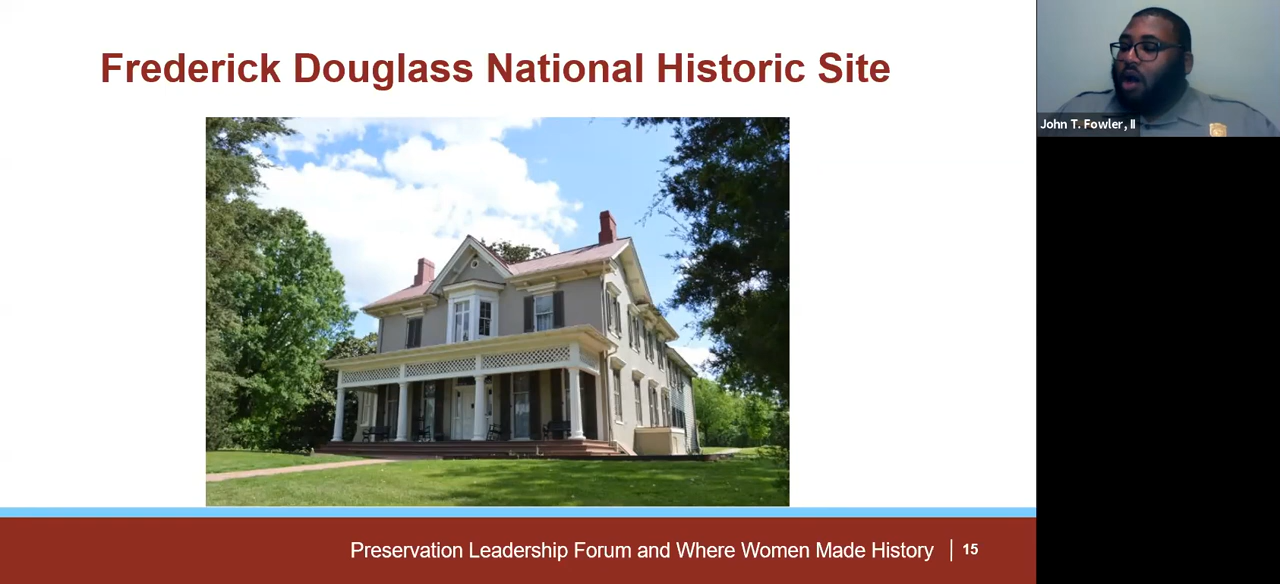 Frederick Douglass National Historic Site
John T. Fowler, II
Preservation Leadership Forum and Where Women Made History | 15